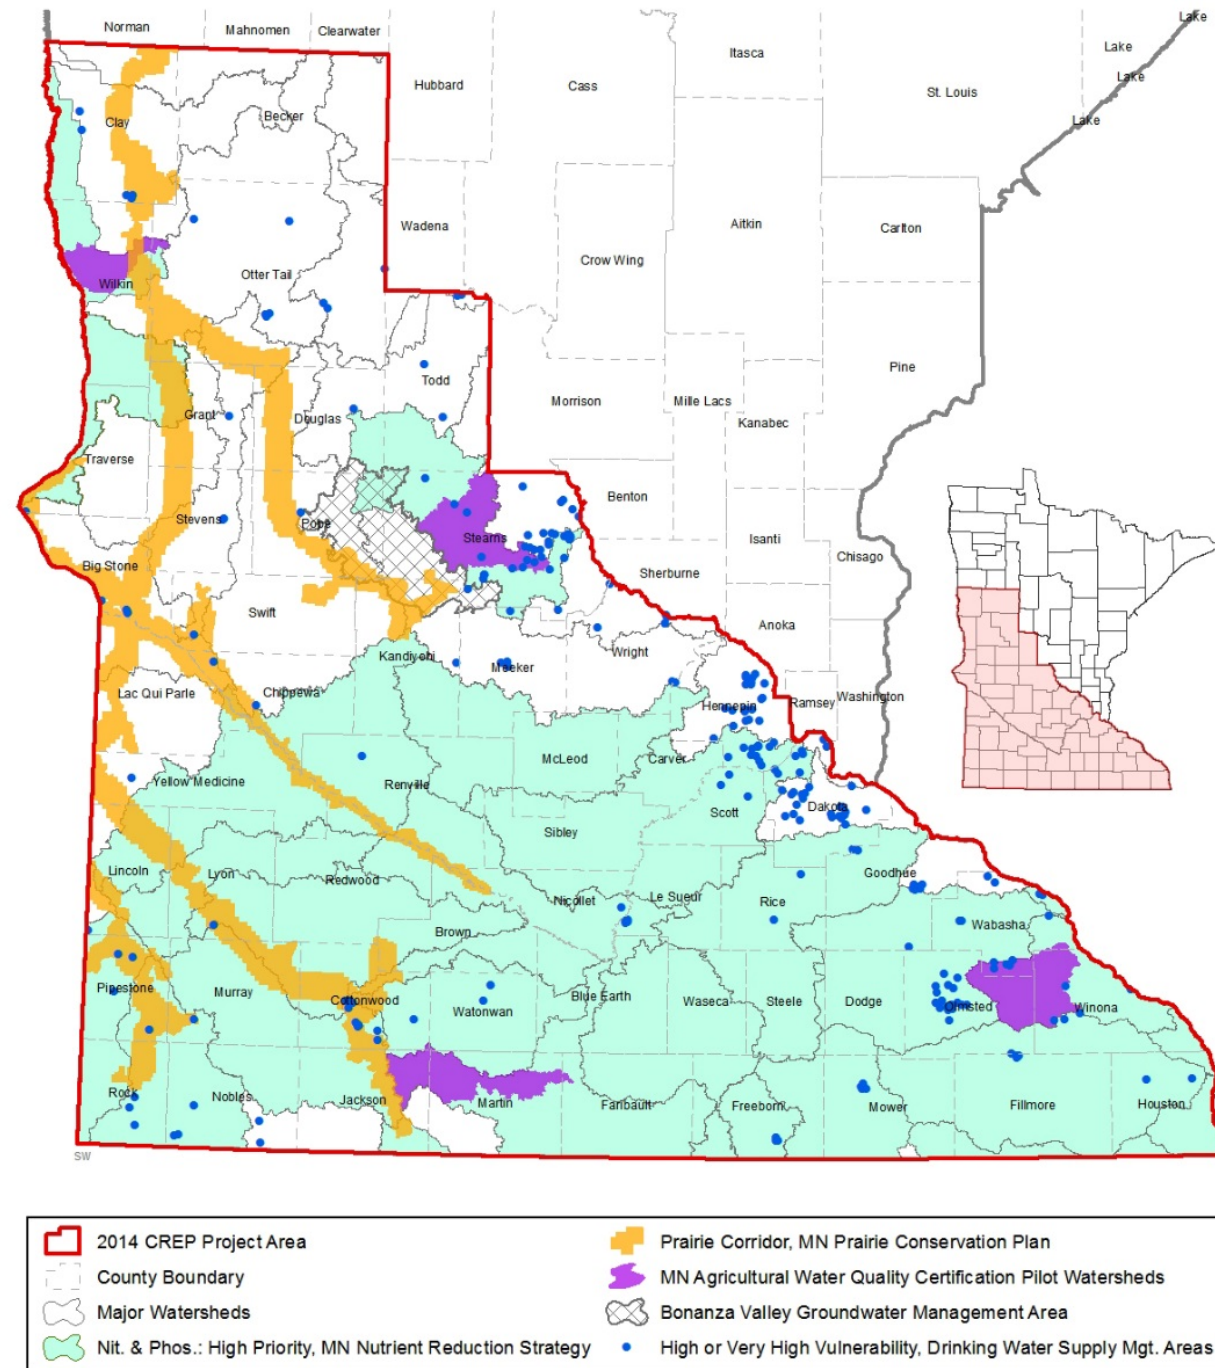 Lake
Norman
Mahnomen
Clearwater
Lake
Itasca
Lake
Hubbard
Cass
St. Louis
Becker
Clay
Lake
Wadena
Aitkin
Carlton
Crow Wing
Otter Tail
Wilkin
Pine
Todd
Morrison
Mille Lacs
Grant
Douglas
Kanabec
Traverse
Benton
Stevens
Pope
Stearns
Isanti
Chisago
Big Stone
Sherburne
Swift
Anoka
Wright
Kandiyohi
Meeker
Lac Qui Parle
Chippewa
Washington
Hennepin
Ramsey
McLeod
Carver
Yellow Medicine
Renville
Scott
Dakota
Sibley
Lincoln
Lyon
Redwood
Goodhue
Le Sueur
Nicollet
Rice
Brown
Wabasha
Pipestone
Murray
Cottonwood
Blue Earth
Waseca
Steele
Dodge
Olmsted
Winona
Watonwan
Rock
Nobles
Jackson
Martin
Faribault
Freeborn
Mower
Fillmore
Houston
SW
2014 CREP Project Area
County Boundary
Major Watersheds
Nit. & Phos.: High Priority, MN Nutrient Reduction Strategy
Prairie Corridor, MN Prairie Conservation Plan
MN Agricultural Water Quality Certification Pilot Watersheds
Bonanza Valley Groundwater Management Area
High or Very High Vulnerability, Drinking Water Supply Mgt. Areas